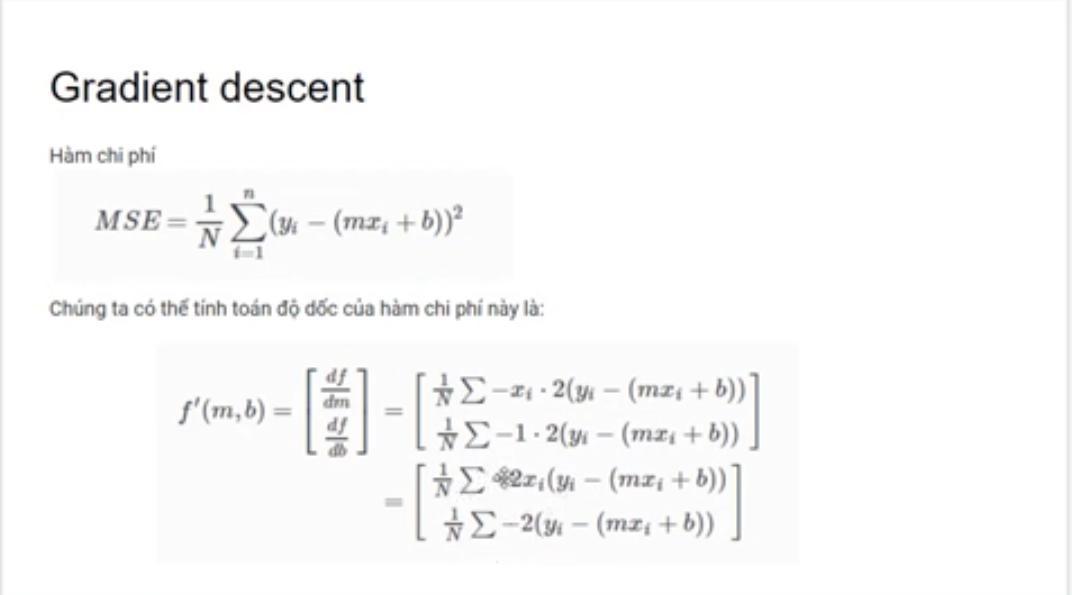 Gradient descent
Hàm chi phí
MSE = \frac{1}{N} \sum_{i=1}^{n} (y_i − (mx_i + b))^2
Chúng ta có thể tính toán độ dốc của hàm chi phí này là:
f'(m, b) = \begin{bmatrix} \frac{df}{dm} \\ \frac{df}{db} \end{bmatrix} = \begin{bmatrix} \frac{1}{N} \sum −x_i · 2(y_i − (mx_i + b)) \\ \frac{1}{N} \sum −1 · 2(y_i − (mx_i + b)) \end{bmatrix}
= \begin{bmatrix} \frac{1}{N} \sum 2x_i(y_i − (mx_i + b)) \\ \frac{1}{N} \sum −2(y_i − (mx_i + b)) \end{bmatrix}